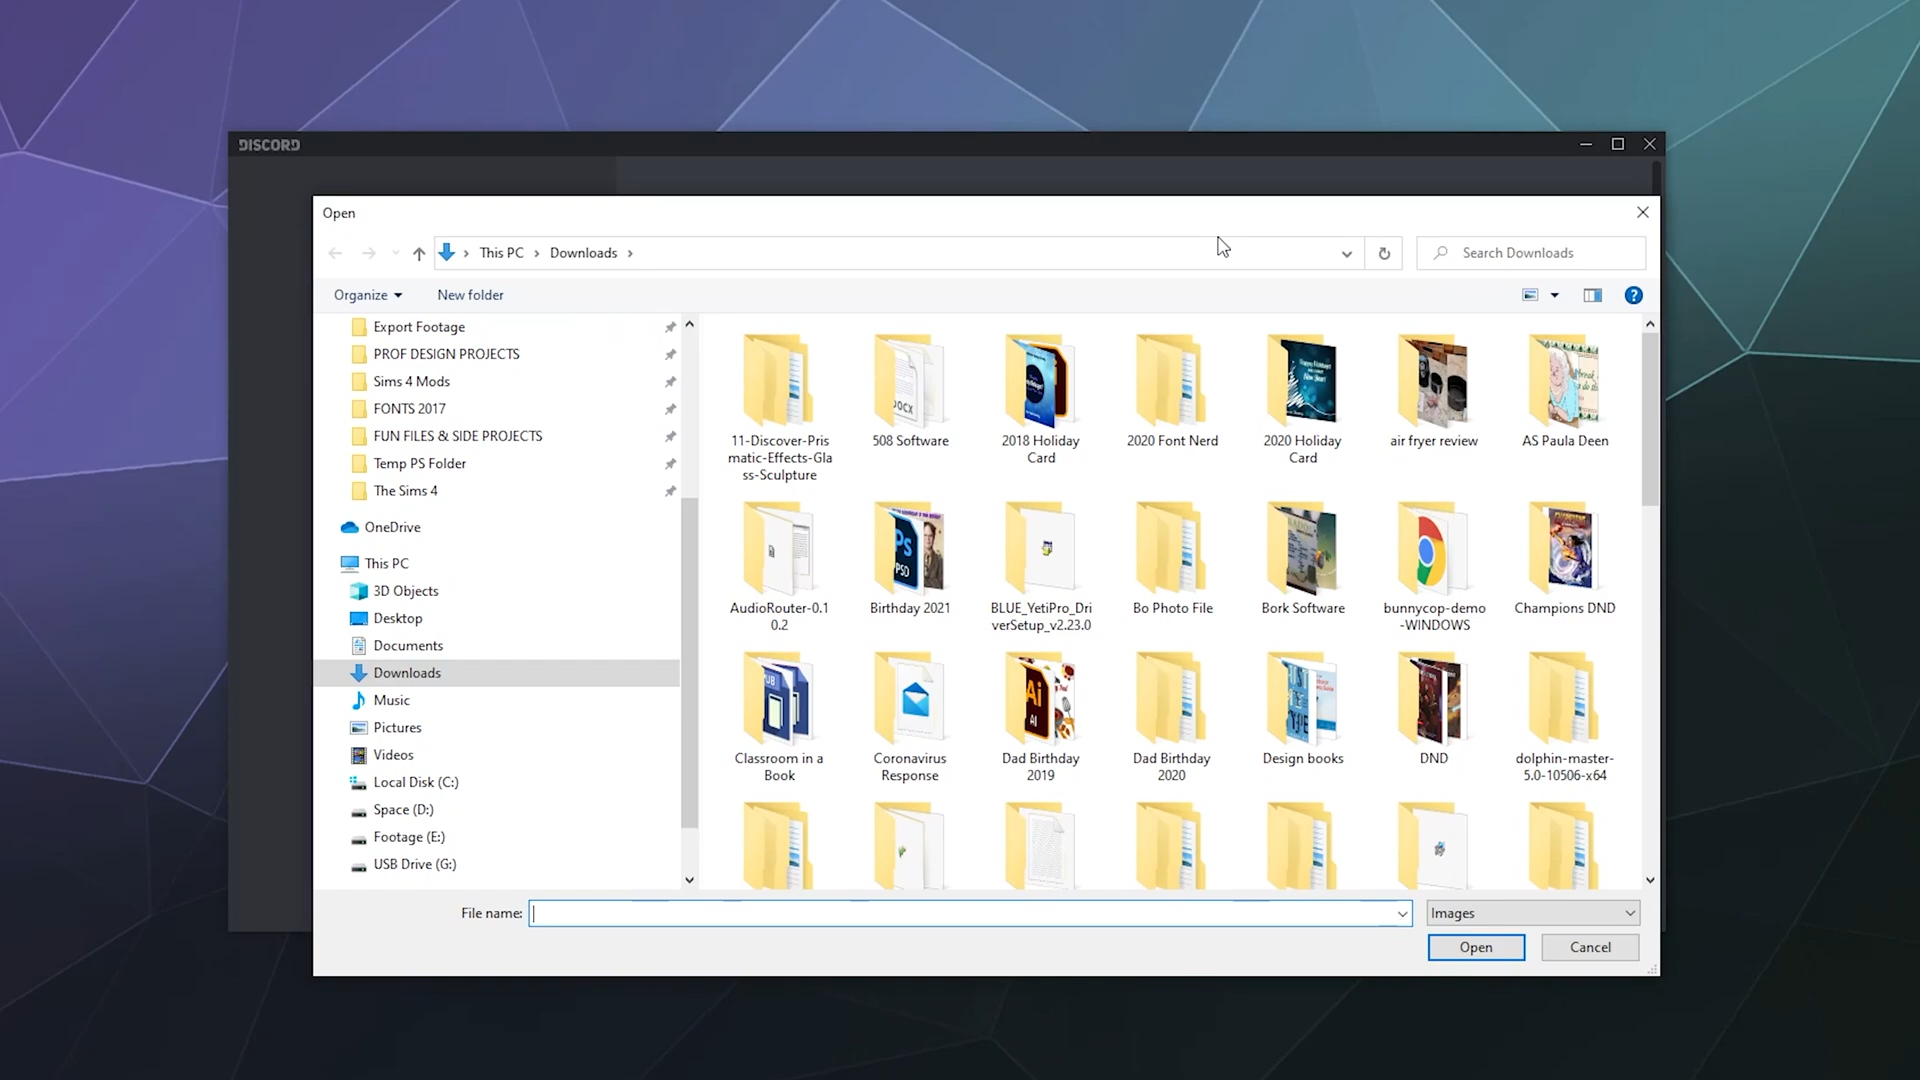 DISCORD
Open
This PC
Downloads
Search Downloads
Organize
New folder
Export Footage
PROF DESIGN PROJECTS
Sims 4 Mods
FONTS 2017
FUN FILES & SIDE PROJECTS
Temp PS Folder
The Sims 4
OneDrive
This PC
3D Objects
Desktop
Documents
Downloads
Music
Pictures
Videos
Local Disk (C:)
Space (D:)
Footage (E:)
USB Drive (G:)
11-Discover-Pris
matic-Effects-Gla
ss-Sculpture
508 Software
2018 Holiday
Card
2020 Font Nerd
2020 Holiday
Card
air fryer review
AS Paula Deen
AudioRouter-0.1
0.2
Birthday 2021
BLUE_YetiPro_Dri
verSetup_v2.23.0
Bo Photo File
Bork Software
bunnycop-demo
-WINDOWS
Champions DND
Classroom in a
Book
Coronavirus
Response
Dad Birthday
2019
Dad Birthday
2020
Design books
DND
dolphin-master-
5.0-10506-x64
File name:
Images
Open
Cancel